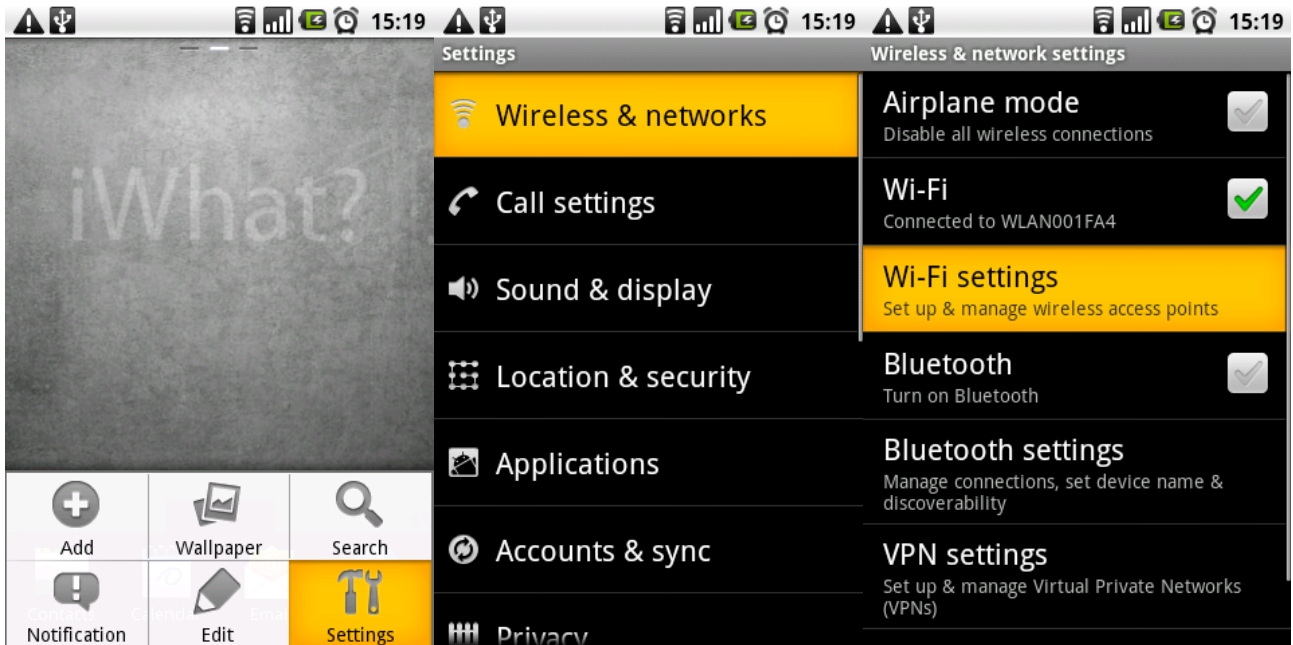 15:19
iWhat?
Add
Wallpaper
Search
Contacts
Calendar
Email
Notification
Edit
Settings
15:19
Settings
Wireless & networks
Call settings
Sound & display
Location & security
Applications
Accounts & sync
Privacy
15:19
Wireless & network settings
Airplane mode
Disable all wireless connections
Wi-Fi
Connected to WLAN001FA4
Wi-Fi settings
Set up & manage wireless access points
Bluetooth
Turn on Bluetooth
Bluetooth settings
Manage connections, set device name &
discoverability
VPN settings
Set up & manage Virtual Private Networks
(VPNs)